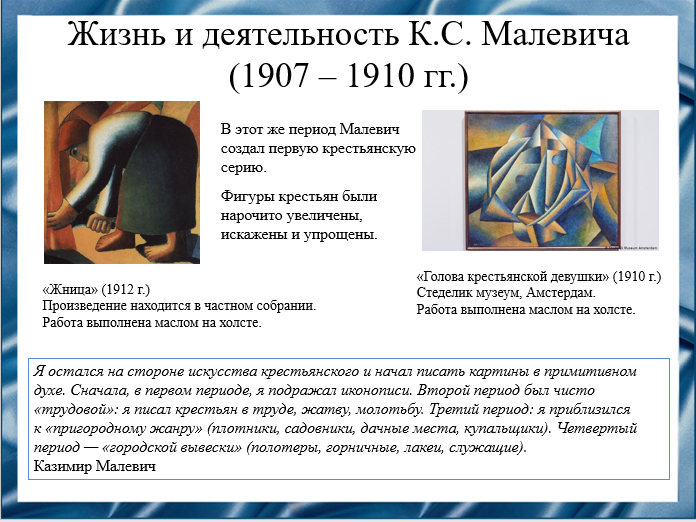 Жизнь и деятельность К.С. Малевича
(1907 – 1910 гг.)
В этот же период Малевич
создал первую крестьянскую
серию.
Фигуры крестьян были
нарочито увеличены,
искажены и упрощены.
«Жница» (1912 г.)
Произведение находится в частном собрании.
Работа выполнена маслом на холсте.
«Голова крестьянской девушки» (1910 г.)
Стеделик музеум, Амстердам.
Работа выполнена маслом на холсте.
Я остался на стороне искусства крестьянского и начал писать картины в примитивном
духе. Сначала, в первом периоде, я подражал иконописи. Второй период был чисто
«трудовой»: я писал крестьян в труде, жатву, молотьбу. Третий период: я приблизился
к «пригородному жанру» (плотники, садовники, дачные места, купальщики). Четвертый
период — «городской вывески» (полотеры, горничные, лакеи, служащие).
Казимир Малевич